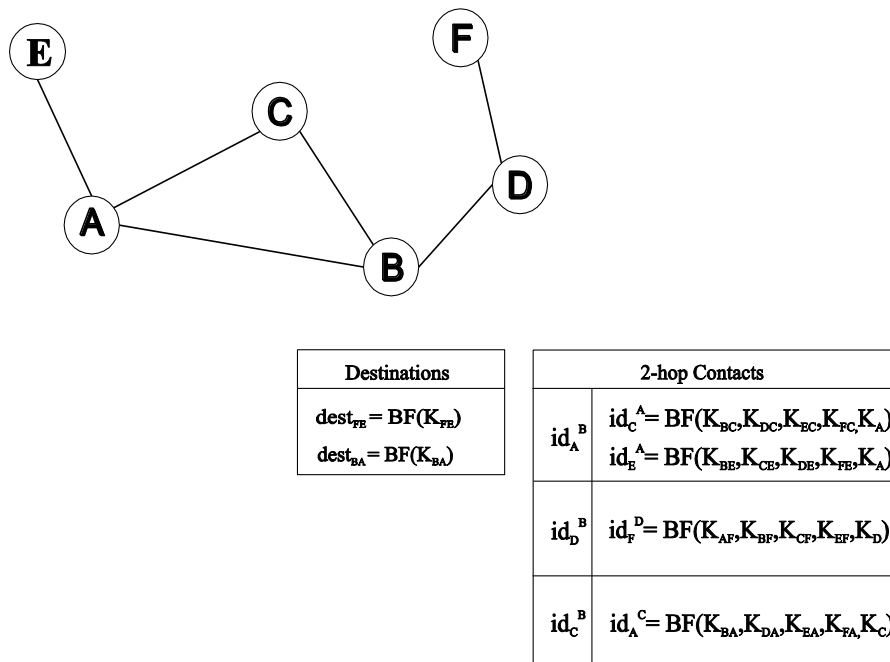 E
F
C
D
A
B
Destinations
dest_FE = BF(K_FE)
dest_BA = BF(K_BA)
2-hop Contacts
id_A^B
id_C^A = BF(K_BC,K_DC,K_EC,K_FC,K_A)
id_E^A = BF(K_BE,K_CE,K_DE,K_FE,K_A)
id_D^B
id_F^D = BF(K_AF,K_BF,K_CF,K_EF,K_D)
id_C^B
id_A^C = BF(K_BA,K_DA,K_EA,K_FA,K_C)